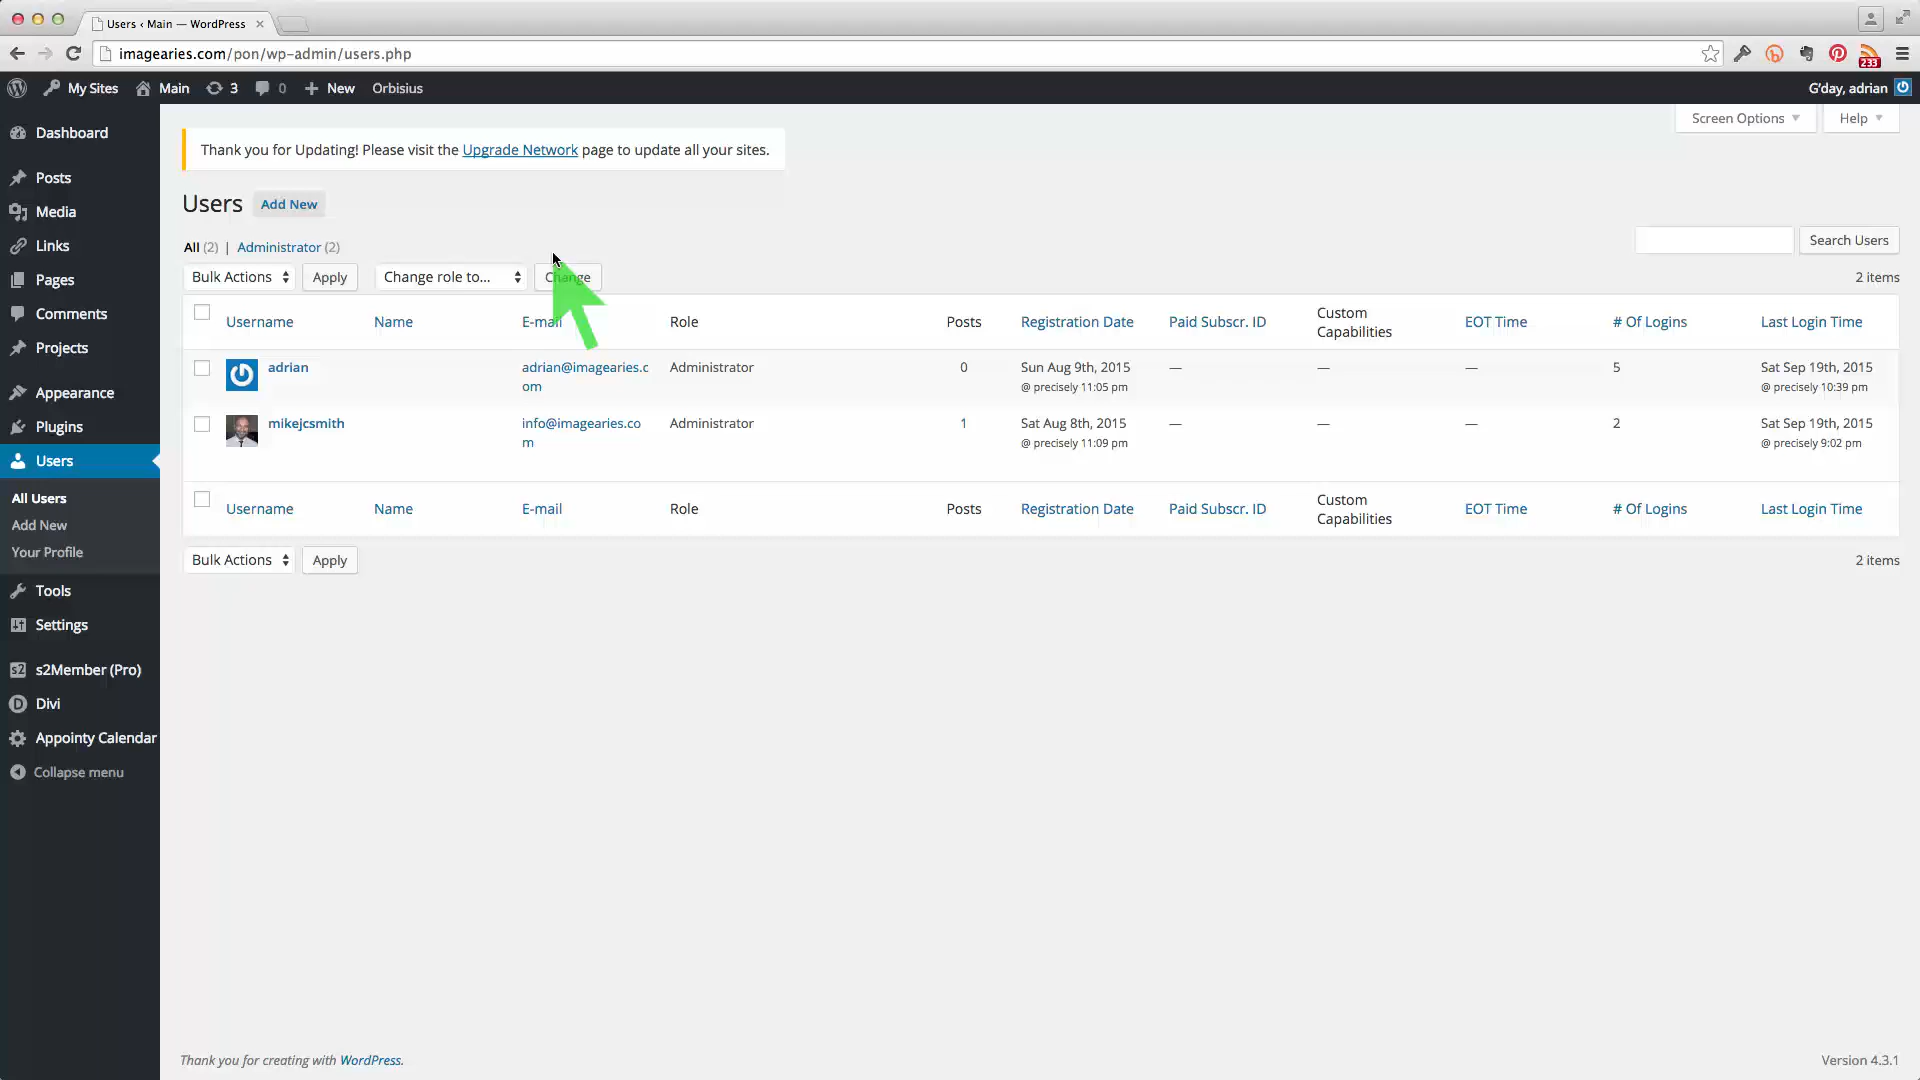 Users ‹ Main — WordPress
imagearies.com/pon/wp-admin/users.php
233
My Sites Main 3 0 New Orbisius G'day, adrian
Screen Options Help
Thank you for Updating! Please visit the Upgrade Network page to update all your sites.
Users Add New
All (2) | Administrator (2)
Search Users
Bulk Actions Apply Change role to... Change 2 items
Username Name E-mail Role Posts Registration Date Paid Subscr. ID Custom Capabilities EOT Time # Of Logins Last Login Time
adrian adrian@imagearies.c Administrator 0 Sun Aug 9th, 2015 — — — 5 Sat Sep 19th, 2015
om @ precisely 11:05 pm @ precisely 10:39 pm
mikejcsmith info@imagearies.co Administrator 1 Sat Aug 8th, 2015 — — — 2 Sat Sep 19th, 2015
m @ precisely 11:09 pm @ precisely 9:02 pm
Username Name E-mail Role Posts Registration Date Paid Subscr. ID Custom Capabilities EOT Time # Of Logins Last Login Time
Bulk Actions Apply 2 items
Dashboard
Posts
Media
Links
Pages
Comments
Projects
Appearance
Plugins
Users
All Users
Add New
Your Profile
Tools
Settings
s2 s2Member (Pro)
D Divi
Appointy Calendar
Collapse menu
Thank you for creating with WordPress. Version 4.3.1